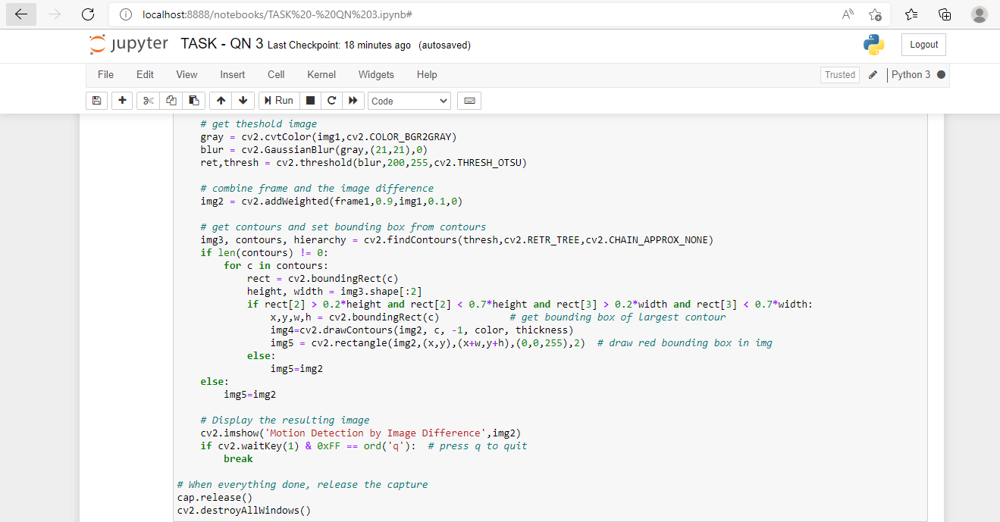 localhost:8888/notebooks/TASK%20-%20QN%203.ipynb#
jupyter TASK - QN 3 Last Checkpoint: 18 minutes ago (autosaved)
Logout
File Edit View Insert Cell Kernel Widgets Help
Trusted Python 3
Run Code
# get theshold image
gray = cv2.cvtColor(img1,cv2.COLOR_BGR2GRAY)
blur = cv2.GaussianBlur(gray,(21,21),0)
ret,thresh = cv2.threshold(blur,200,255,cv2.THRESH_OTSU)
# combine frame and the image difference
img2 = cv2.addWeighted(frame1,0.9,img1,0.1,0)
# get contours and set bounding box from contours
img3, contours, hierarchy = cv2.findContours(thresh,cv2.RETR_TREE,cv2.CHAIN_APPROX_NONE)
if len(contours) != 0:
for c in contours:
rect = cv2.boundingRect(c)
height, width = img3.shape[:2]
if rect[2] > 0.2*height and rect[2] < 0.7*height and rect[3] > 0.2*width and rect[3] < 0.7*width:
x,y,w,h = cv2.boundingRect(c) # get bounding box of largest contour
img4=cv2.drawContours(img2, c, -1, color, thickness)
img5 = cv2.rectangle(img2,(x,y),(x+w,y+h),(0,0,255),2) # draw red bounding box in img
else:
img5=img2
else:
img5=img2
# Display the resulting image
cv2.imshow('Motion Detection by Image Difference',img2)
if cv2.waitKey(1) & 0xFF == ord('q'): # press q to quit
break
# When everything done, release the capture
cap.release()
cv2.destroyAllWindows()